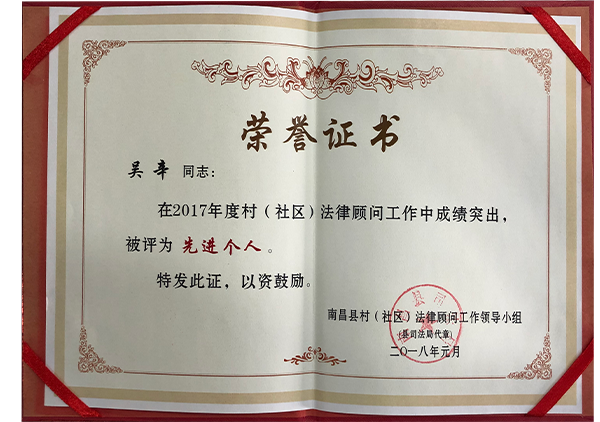 荣誉证书
吴辛 同志：
在2017年度村（社区）法律顾问工作中成绩突出，
被评为 先进个人 。
特发此证，以资鼓励。
南昌县村（社区）法律顾问工作领导小组
（县司法局代章）
二〇一八年元月